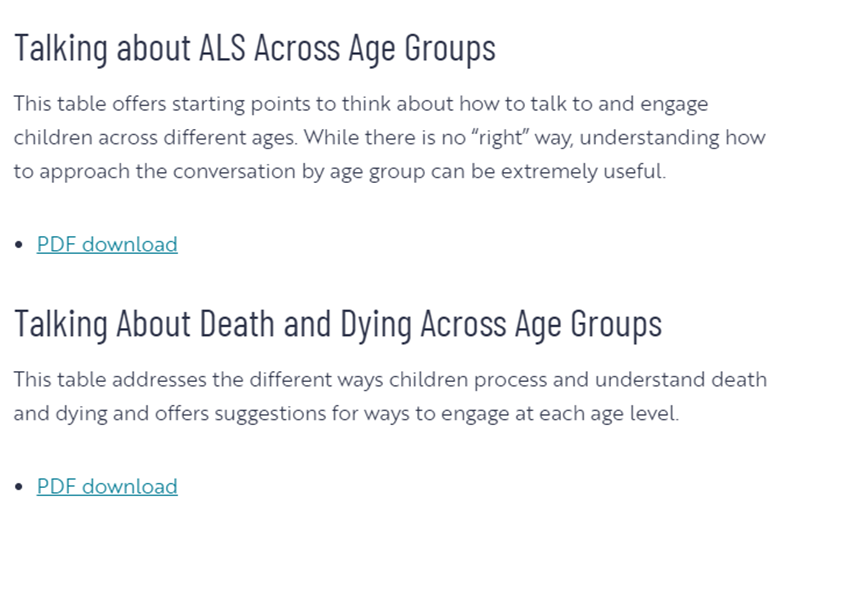 Talking about ALS Across Age Groups
This table offers starting points to think about how to talk to and engage
children across different ages. While there is no “right” way, understanding how
to approach the conversation by age group can be extremely useful.
• PDF download
Talking About Death and Dying Across Age Groups
This table addresses the different ways children process and understand death
and dying and offers suggestions for ways to engage at each age level.
• PDF download